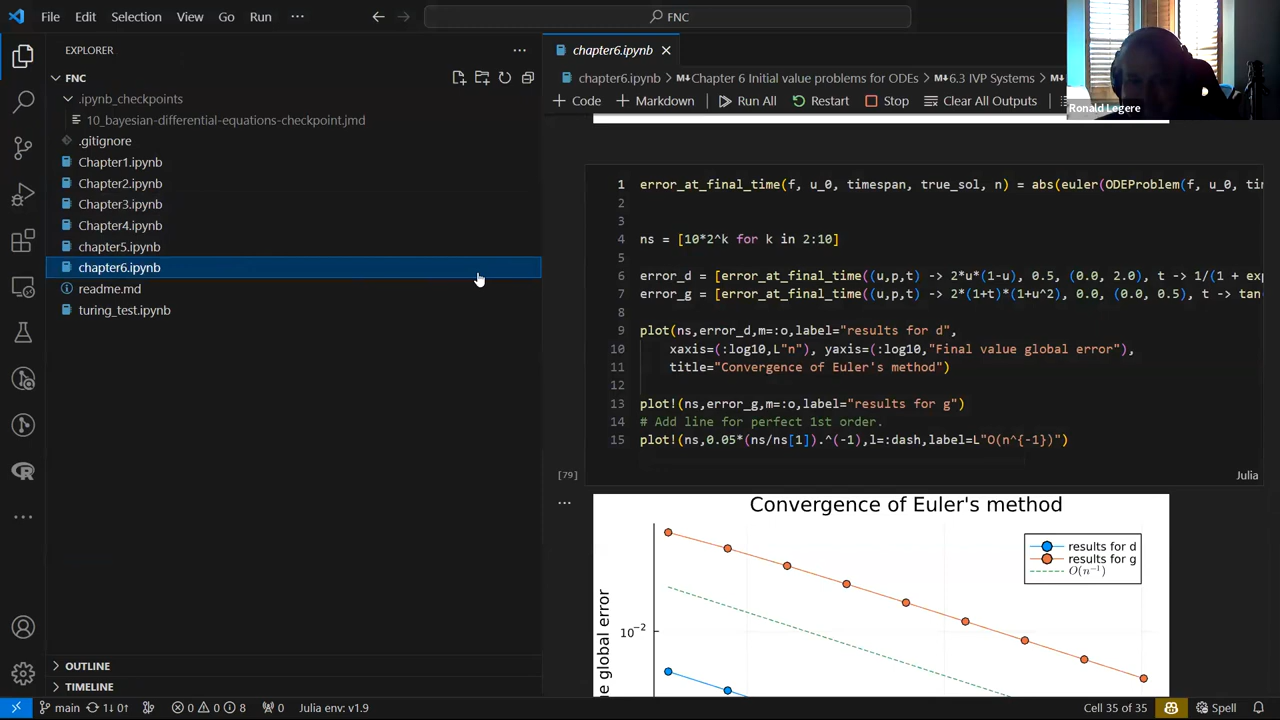 File Edit Selection View Go Run ··· FNC
EXPLORER
FNC
.ipynb_checkpoints
10_bayesian-differential-equations-checkpoint.jmd
.gitignore
Chapter1.ipynb
Chapter2.ipynb
Chapter3.ipynb
Chapter4.ipynb
chapter5.ipynb
chapter6.ipynb
readme.md
turing_test.ipynb
OUTLINE
TIMELINE
chapter6.ipynb
chapter6.ipynb > Chapter 6 Initial value problems for ODEs > 6.3 IVP Systems >
+ Code + Markdown Run All Restart Stop Clear All Outputs
Ronald Legere
1 error_at_final_time(f, u_0, timespan, true_sol, n) = abs(euler(ODEProblem(f, u_0, ti
2
3
4 ns = [10*2^k for k in 2:10]
5
6 error_d = [error_at_final_time((u,p,t) -> 2*u*(1-u), 0.5, (0.0, 2.0), t -> 1/(1 + exp
7 error_g = [error_at_final_time((u,p,t) -> 2*(1+t)*(1+u^2), 0.0, (0.0, 0.5), t -> tan
8
9 plot(ns,error_d,m=:o,label="results for d",
10 xaxis=(:log10,L"n"), yaxis=(:log10,"Final value global error"),
11 title="Convergence of Euler's method")
12
13 plot!(ns,error_g,m=:o,label="results for g")
14 # Add line for perfect 1st order.
15 plot!(ns,0.05*(ns/ns[1]).^(-1),l=:dash,label=L"O(n^{-1})")
[79]
Julia
Convergence of Euler's method
results for d
results for g
O(n⁻¹)
10⁻²
global error
main 1↓ 0↑ 0 0 8 0 Julia env: v1.9 Cell 35 of 35 Spell